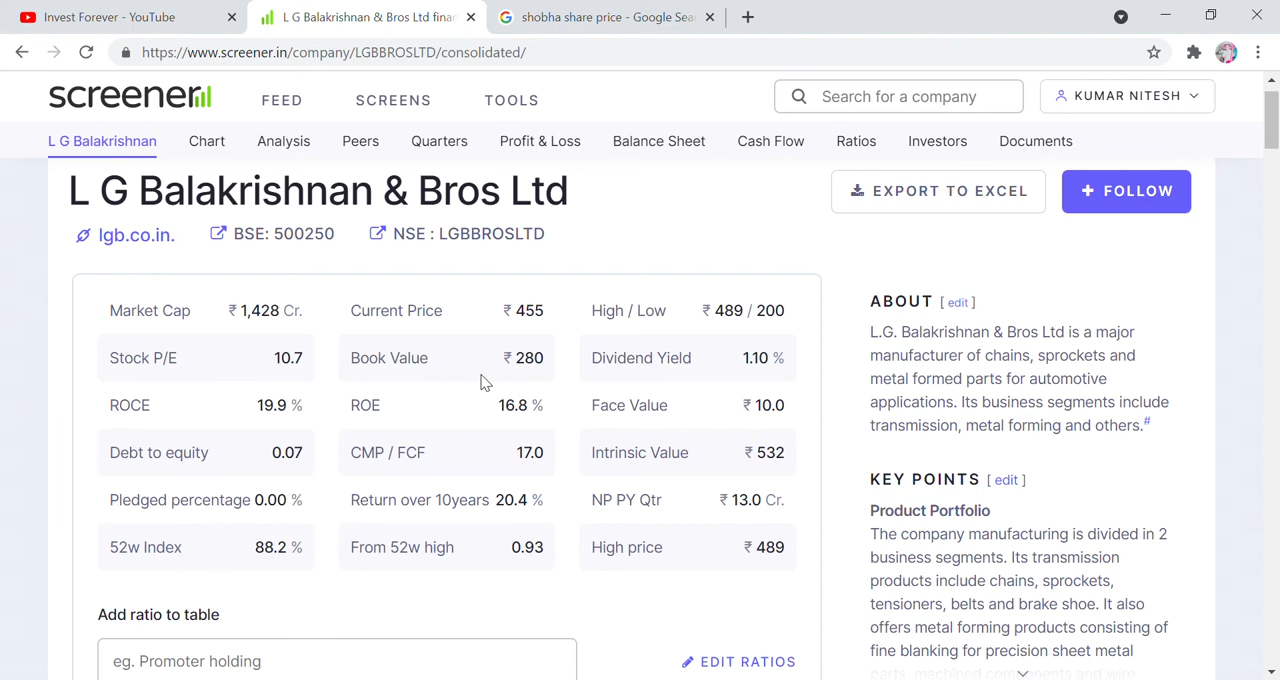 Invest Forever - YouTube
L G Balakrishnan & Bros Ltd finan
shobha share price - Google Sea
https://www.screener.in/company/LGBBROSLTD/consolidated/
screener
FEED
SCREENS
TOOLS
Search for a company
KUMAR NITESH
L G Balakrishnan Chart Analysis Peers Quarters Profit & Loss Balance Sheet Cash Flow Ratios Investors Documents
L G Balakrishnan & Bros Ltd
EXPORT TO EXCEL
+ FOLLOW
lgb.co.in. BSE: 500250 NSE : LGBBROSLTD
Market Cap ₹ 1,428 Cr. Current Price ₹ 455 High / Low ₹ 489 / 200
Stock P/E 10.7 Book Value ₹ 280 Dividend Yield 1.10 %
ROCE 19.9 % ROE 16.8 % Face Value ₹ 10.0
Debt to equity 0.07 CMP / FCF 17.0 Intrinsic Value ₹ 532
Pledged percentage 0.00 % Return over 10years 20.4 % NP PY Qtr ₹ 13.0 Cr.
52w Index 88.2 % From 52w high 0.93 High price ₹ 489
Add ratio to table
eg. Promoter holding
EDIT RATIOS
ABOUT [ edit ]
L.G. Balakrishnan & Bros Ltd is a major
manufacturer of chains, sprockets and
metal formed parts for automotive
applications. Its business segments include
transmission, metal forming and others.#
KEY POINTS [ edit ]
Product Portfolio
The company manufacturing is divided in 2
business segments. Its transmission
products include chains, sprockets,
tensioners, belts and brake shoe. It also
offers metal forming products consisting of
fine blanking for precision sheet metal
parts, machined components and wire